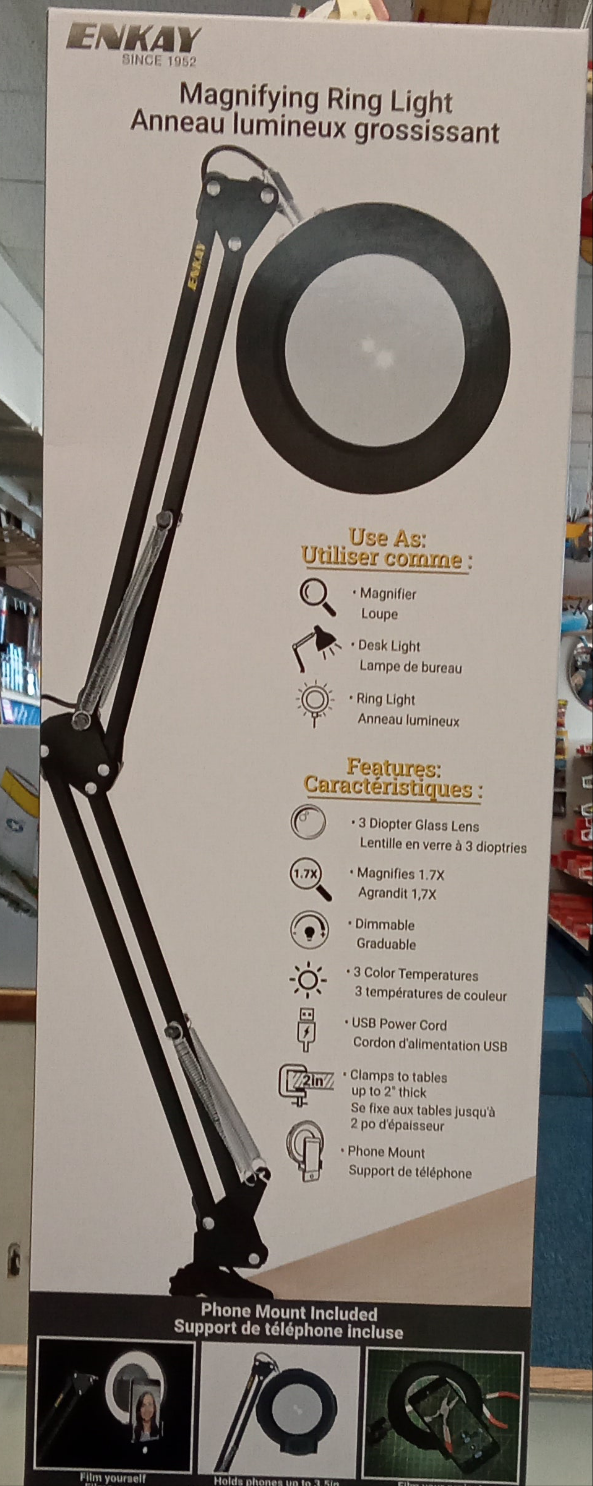 ENKAY
SINCE 1952
Magnifying Ring Light
Anneau lumineux grossissant
ENKAY
Use As:
Utiliser comme :
• Magnifier
Loupe
• Desk Light
Lampe de bureau
• Ring Light
Anneau lumineux
Features:
Caractéristiques :
• 3 Diopter Glass Lens
Lentille en verre à 3 dioptries
1.7X
• Magnifies 1.7X
Agrandit 1,7X
• Dimmable
Graduable
• 3 Color Temperatures
3 températures de couleur
• USB Power Cord
Cordon d'alimentation USB
2in
• Clamps to tables
up to 2" thick
Se fixe aux tables jusqu'à
2 po d'épaisseur
• Phone Mount
Support de téléphone
Phone Mount Included
Support de téléphone incluse
Film yourself
Holds phones up to 3.5in